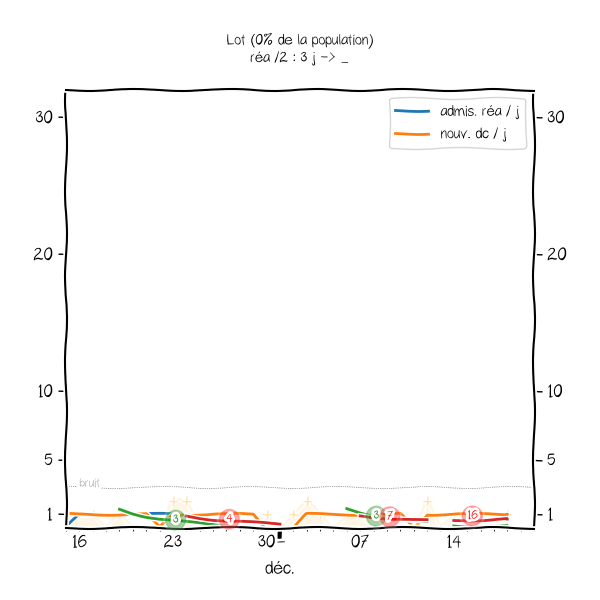 Lot (0% de la population)
réa /2 : 3 j -> _
admis. réa / j
nouv. dc / j
30 30
20 20
10 10
5 5
bruit
1 1
3 4 3 7 16
16 23 30 07 14
déc.